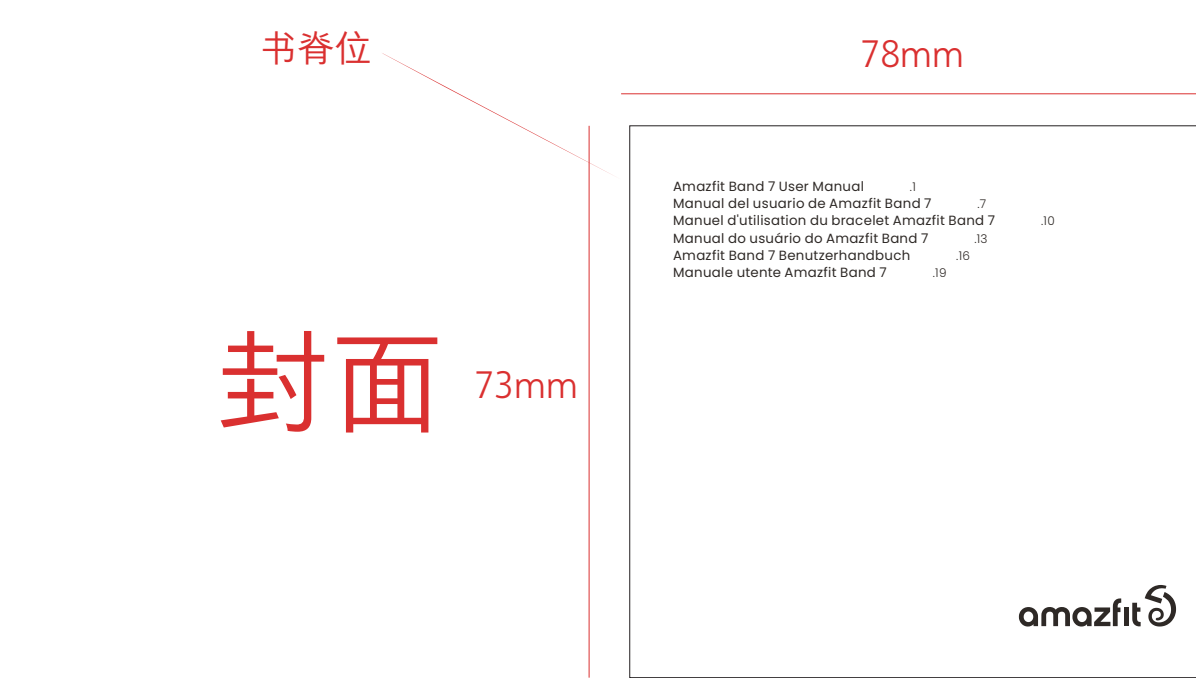 书脊位
78mm
Amazfit Band 7 User Manual .1
Manual del usuario de Amazfit Band 7 .7
Manuel d'utilisation du bracelet Amazfit Band 7 .10
Manual do usuário do Amazfit Band 7 .13
Amazfit Band 7 Benutzerhandbuch .16
Manuale utente Amazfit Band 7 .19
封面
73mm
amazfit